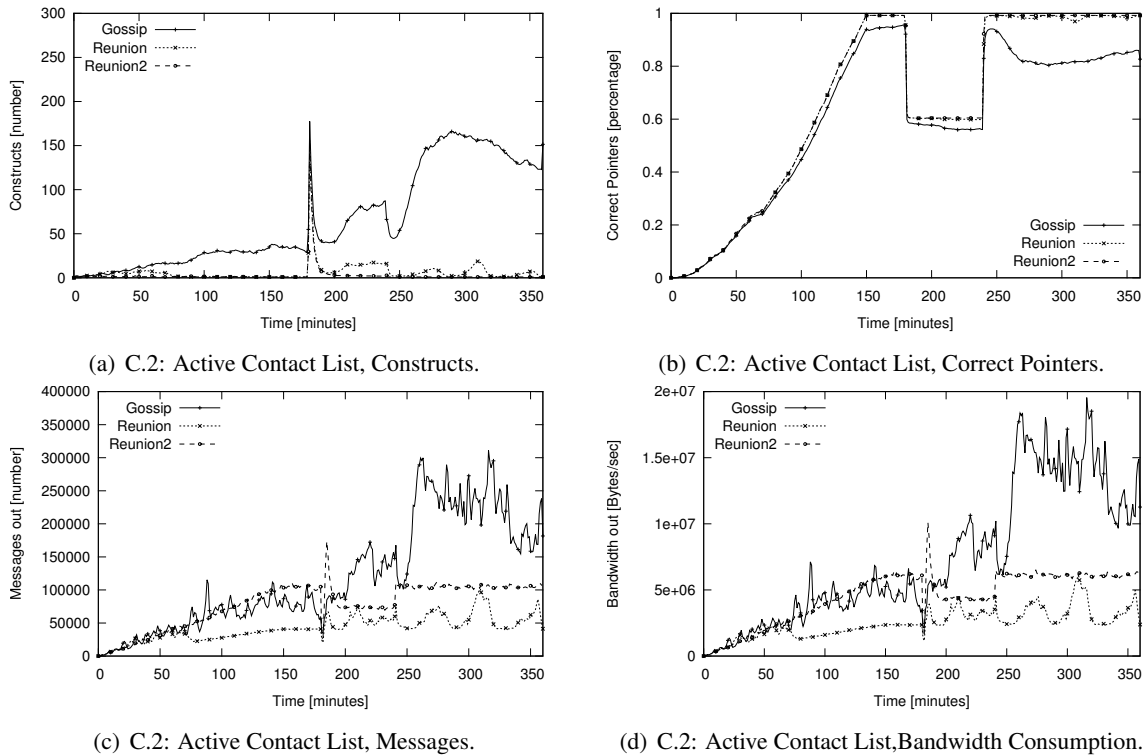 300
250
200
150
100
50
0
0 50 100 150 200 250 300 350
Constructs [number]
Time [minutes]
Gossip
Reunion
Reunion2
(a) C.2: Active Contact List, Constructs.
1
0.8
0.6
0.4
0.2
0
0 50 100 150 200 250 300 350
Correct Pointers [percentage]
Time [minutes]
Gossip
Reunion
Reunion2
(b) C.2: Active Contact List, Correct Pointers.
400000
350000
300000
250000
200000
150000
100000
50000
0
0 50 100 150 200 250 300 350
Messages out [number]
Time [minutes]
Gossip
Reunion
Reunion2
(c) C.2: Active Contact List, Messages.
2e+07
1.5e+07
1e+07
5e+06
0
0 50 100 150 200 250 300 350
Bandwidth out [Bytes/sec]
Time [minutes]
Gossip
Reunion
Reunion2
(d) C.2: Active Contact List,Bandwidth Consumption.